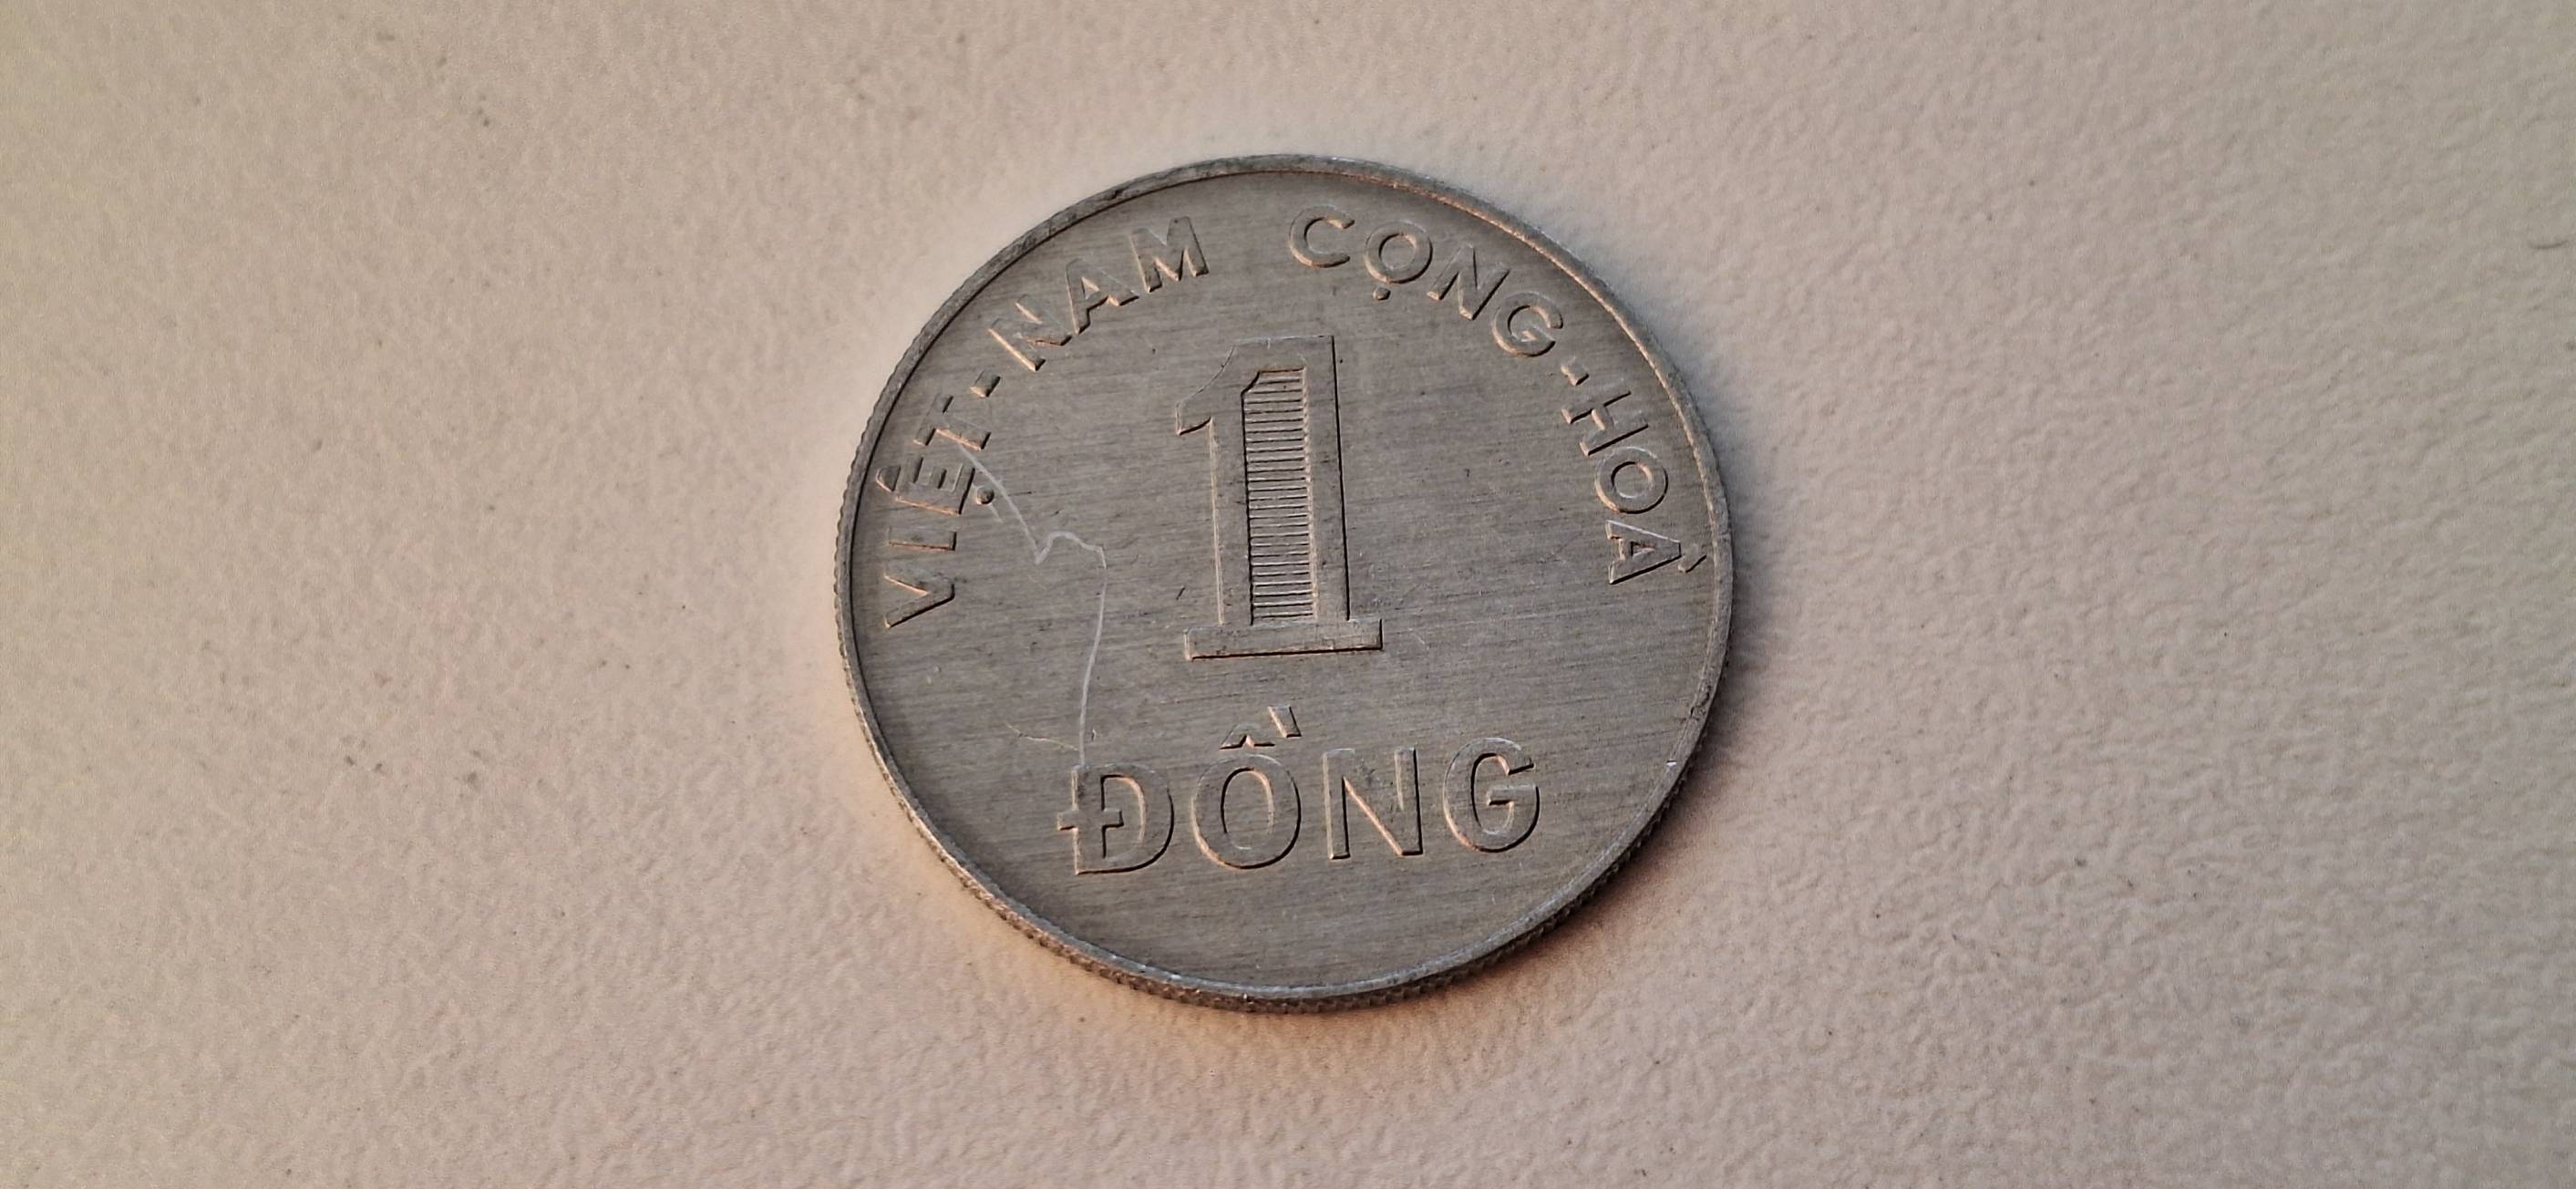 VIỆT-NAM CỘNG-HOÀ
1
ĐỒNG